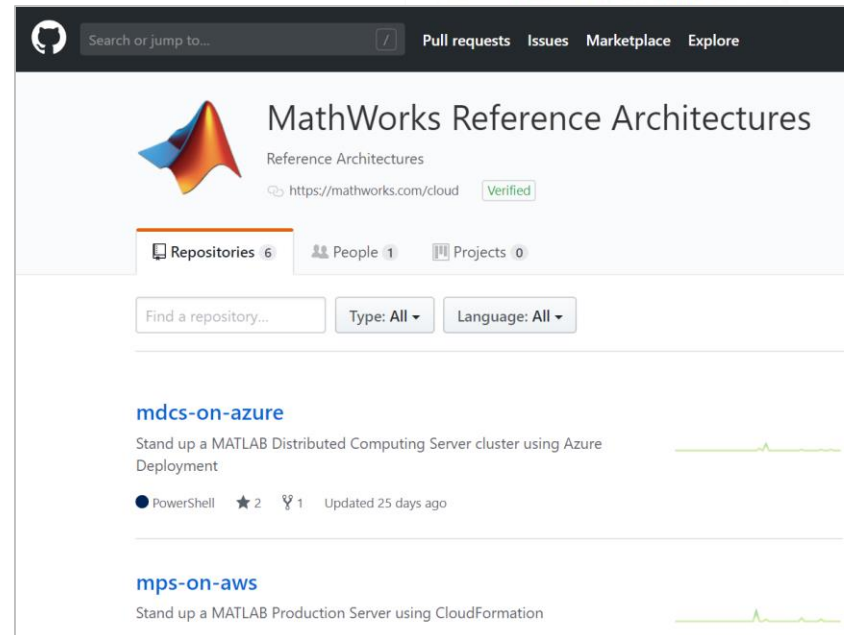 Search or jump to... /
Pull requests Issues Marketplace Explore
MathWorks Reference Architectures
Reference Architectures
https://mathworks.com/cloud Verified
Repositories 6 People 1 Projects 0
Find a repository... Type: All Language: All
mdcs-on-azure
Stand up a MATLAB Distributed Computing Server cluster using Azure
Deployment
PowerShell 2 1 Updated 25 days ago
mps-on-aws
Stand up a MATLAB Production Server using CloudFormation